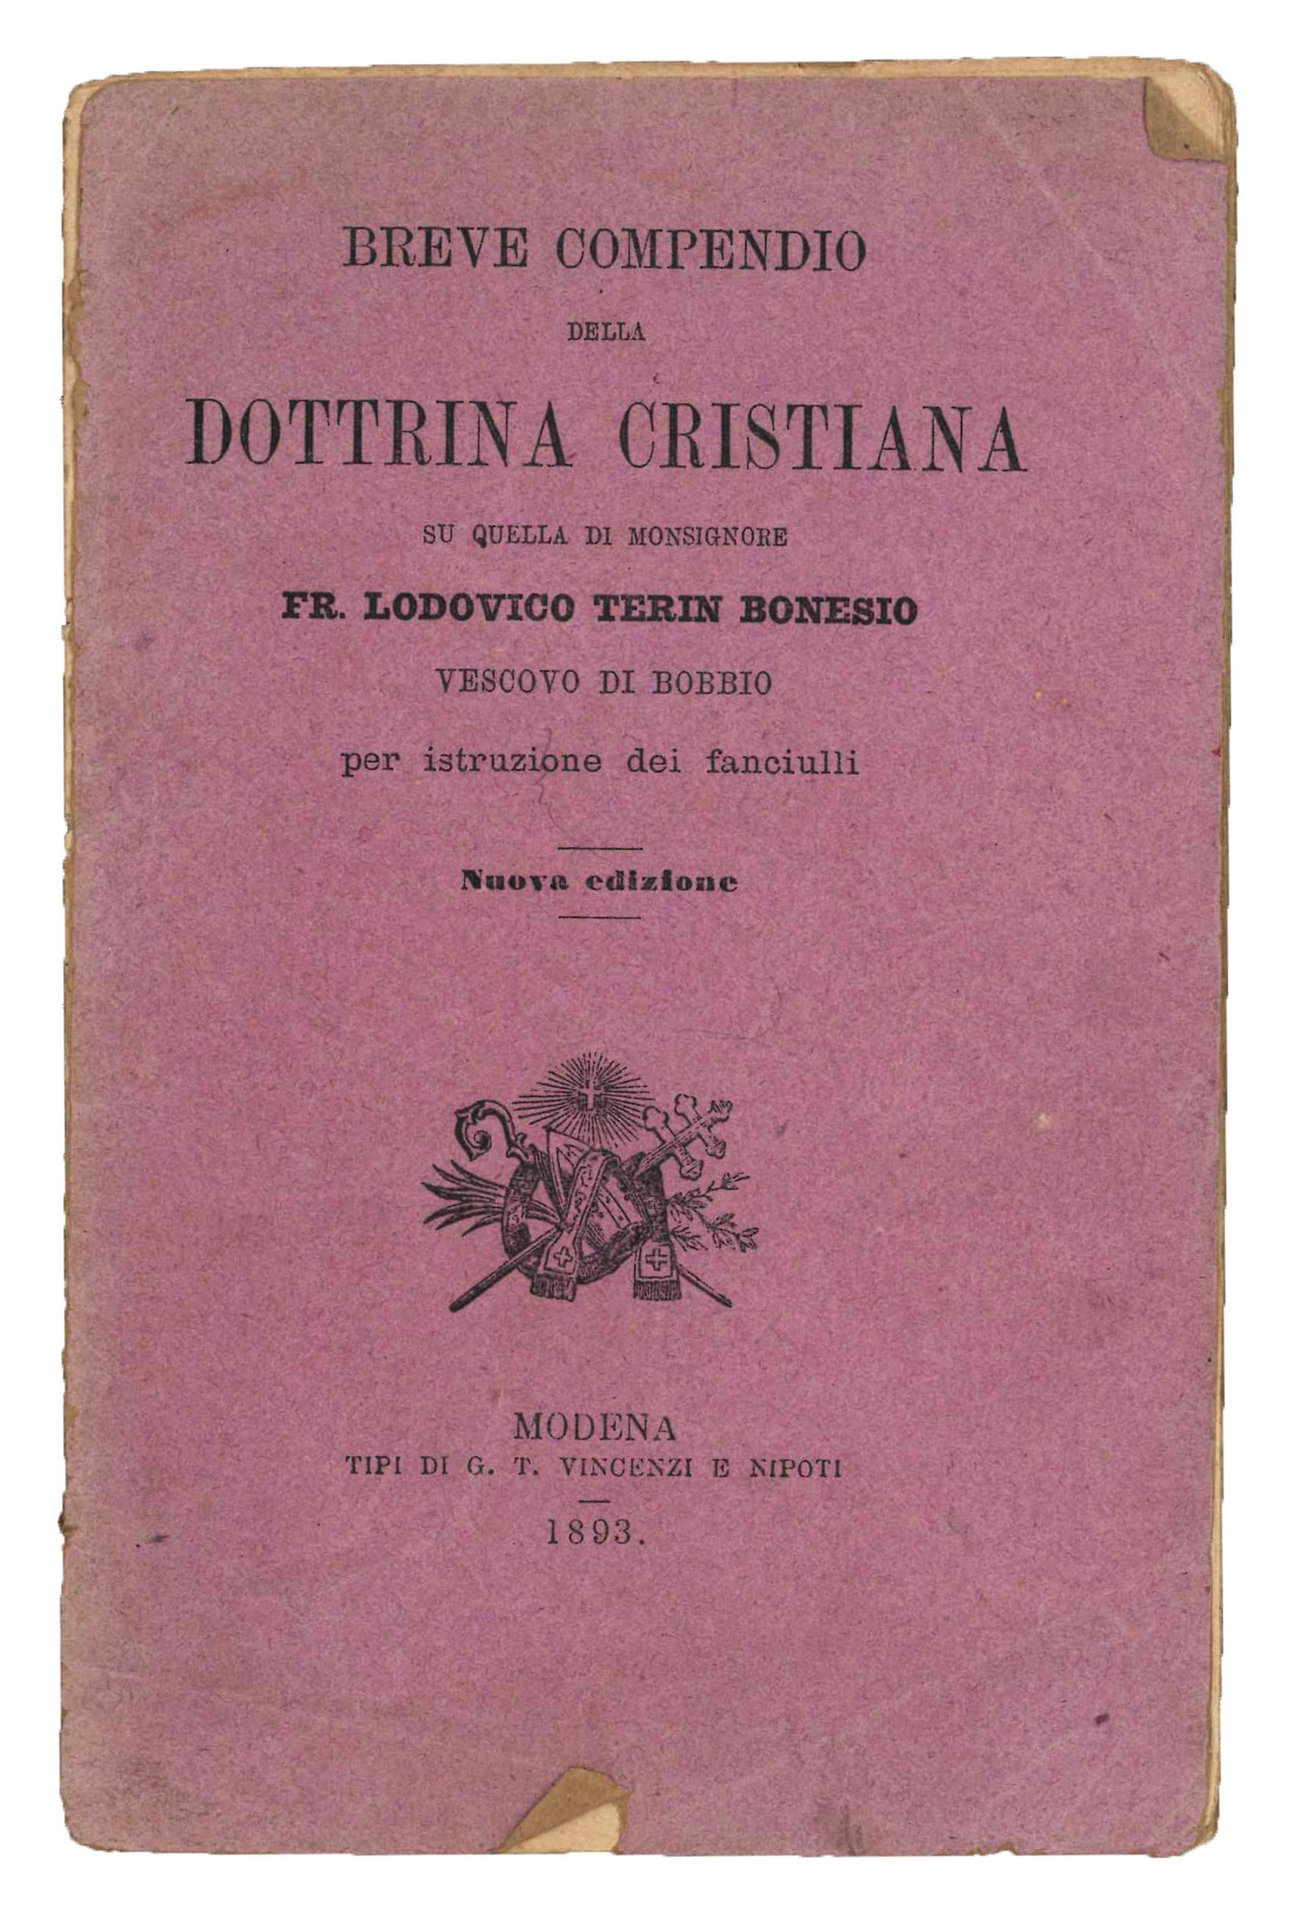 BREVE COMPENDIO
DELLA
DOTTRINA CRISTIANA
SU QUELLA DI MONSIGNORE
FR. LODOVICO TERIN BONESIO
VESCOVO DI BOBBIO
per istruzione dei fanciulli
Nuova edizione
MODENA
TIPI DI G. T. VINCENZI E NIPOTI
1893.